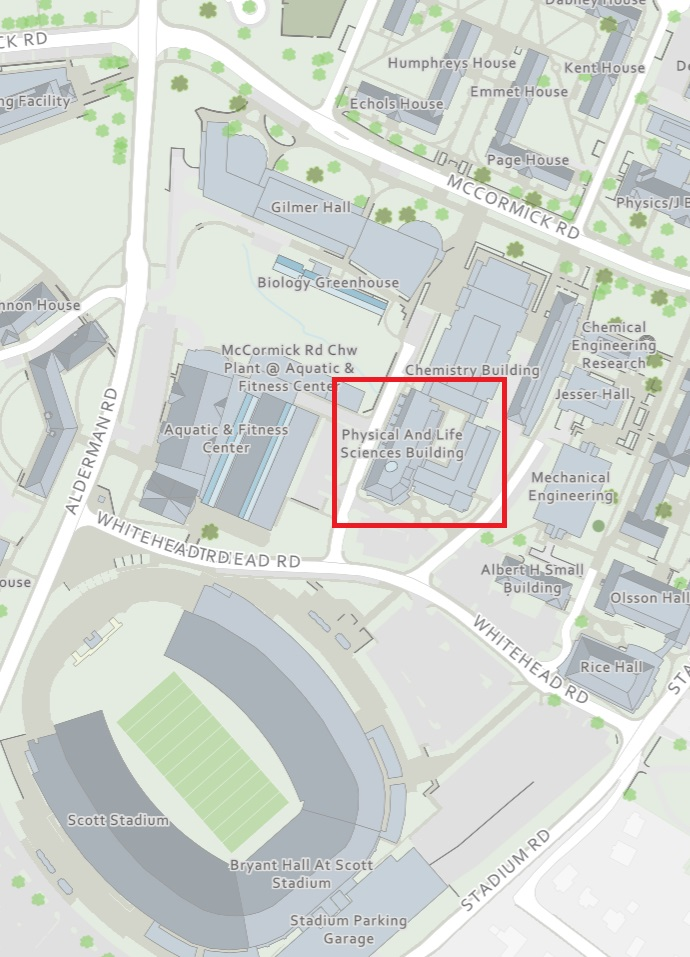 Dabney House
CK RD
Humphreys House
Kent House
De
Emmet House
ng Facility
Echols House
Page House
MCCORMICK RD
Physics/J B
Gilmer Hall
Biology Greenhouse
nnon House
Chemical
Engineering
Research
McCormick Rd Chw
Plant @ Aquatic &
Fitness Center
Chemistry Building
Jesser Hall
ALDERMAN RD
Aquatic & Fitness
Center
Physical And Life
Sciences Building
Mechanical
Engineering
WHITEHEAD RD
EAD RD
ouse
Albert H Small
Building
Olsson Hall
WHITEHEAD RD
Rice Hall
STA
Scott Stadium
Bryant Hall At Scott
Stadium
STADIUM RD
Stadium Parking
Garage